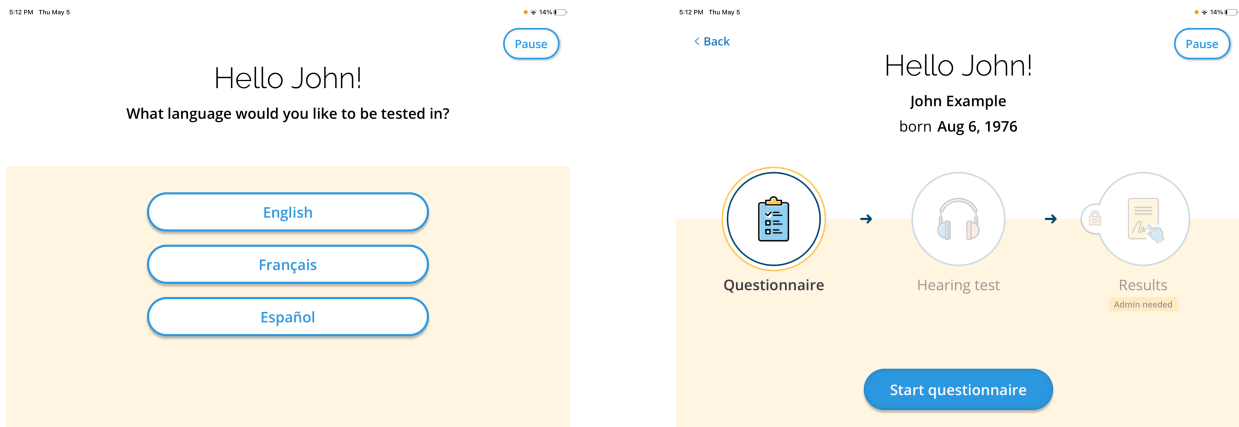 5:12 PM Thu May 5
14%
Pause
Hello John!
What language would you like to be tested in?
English
Français
Español
5:12 PM Thu May 5
14%
< Back
Pause
Hello John!
John Example
born Aug 6, 1976
Questionnaire
Hearing test
Results
Admin needed
Start questionnaire